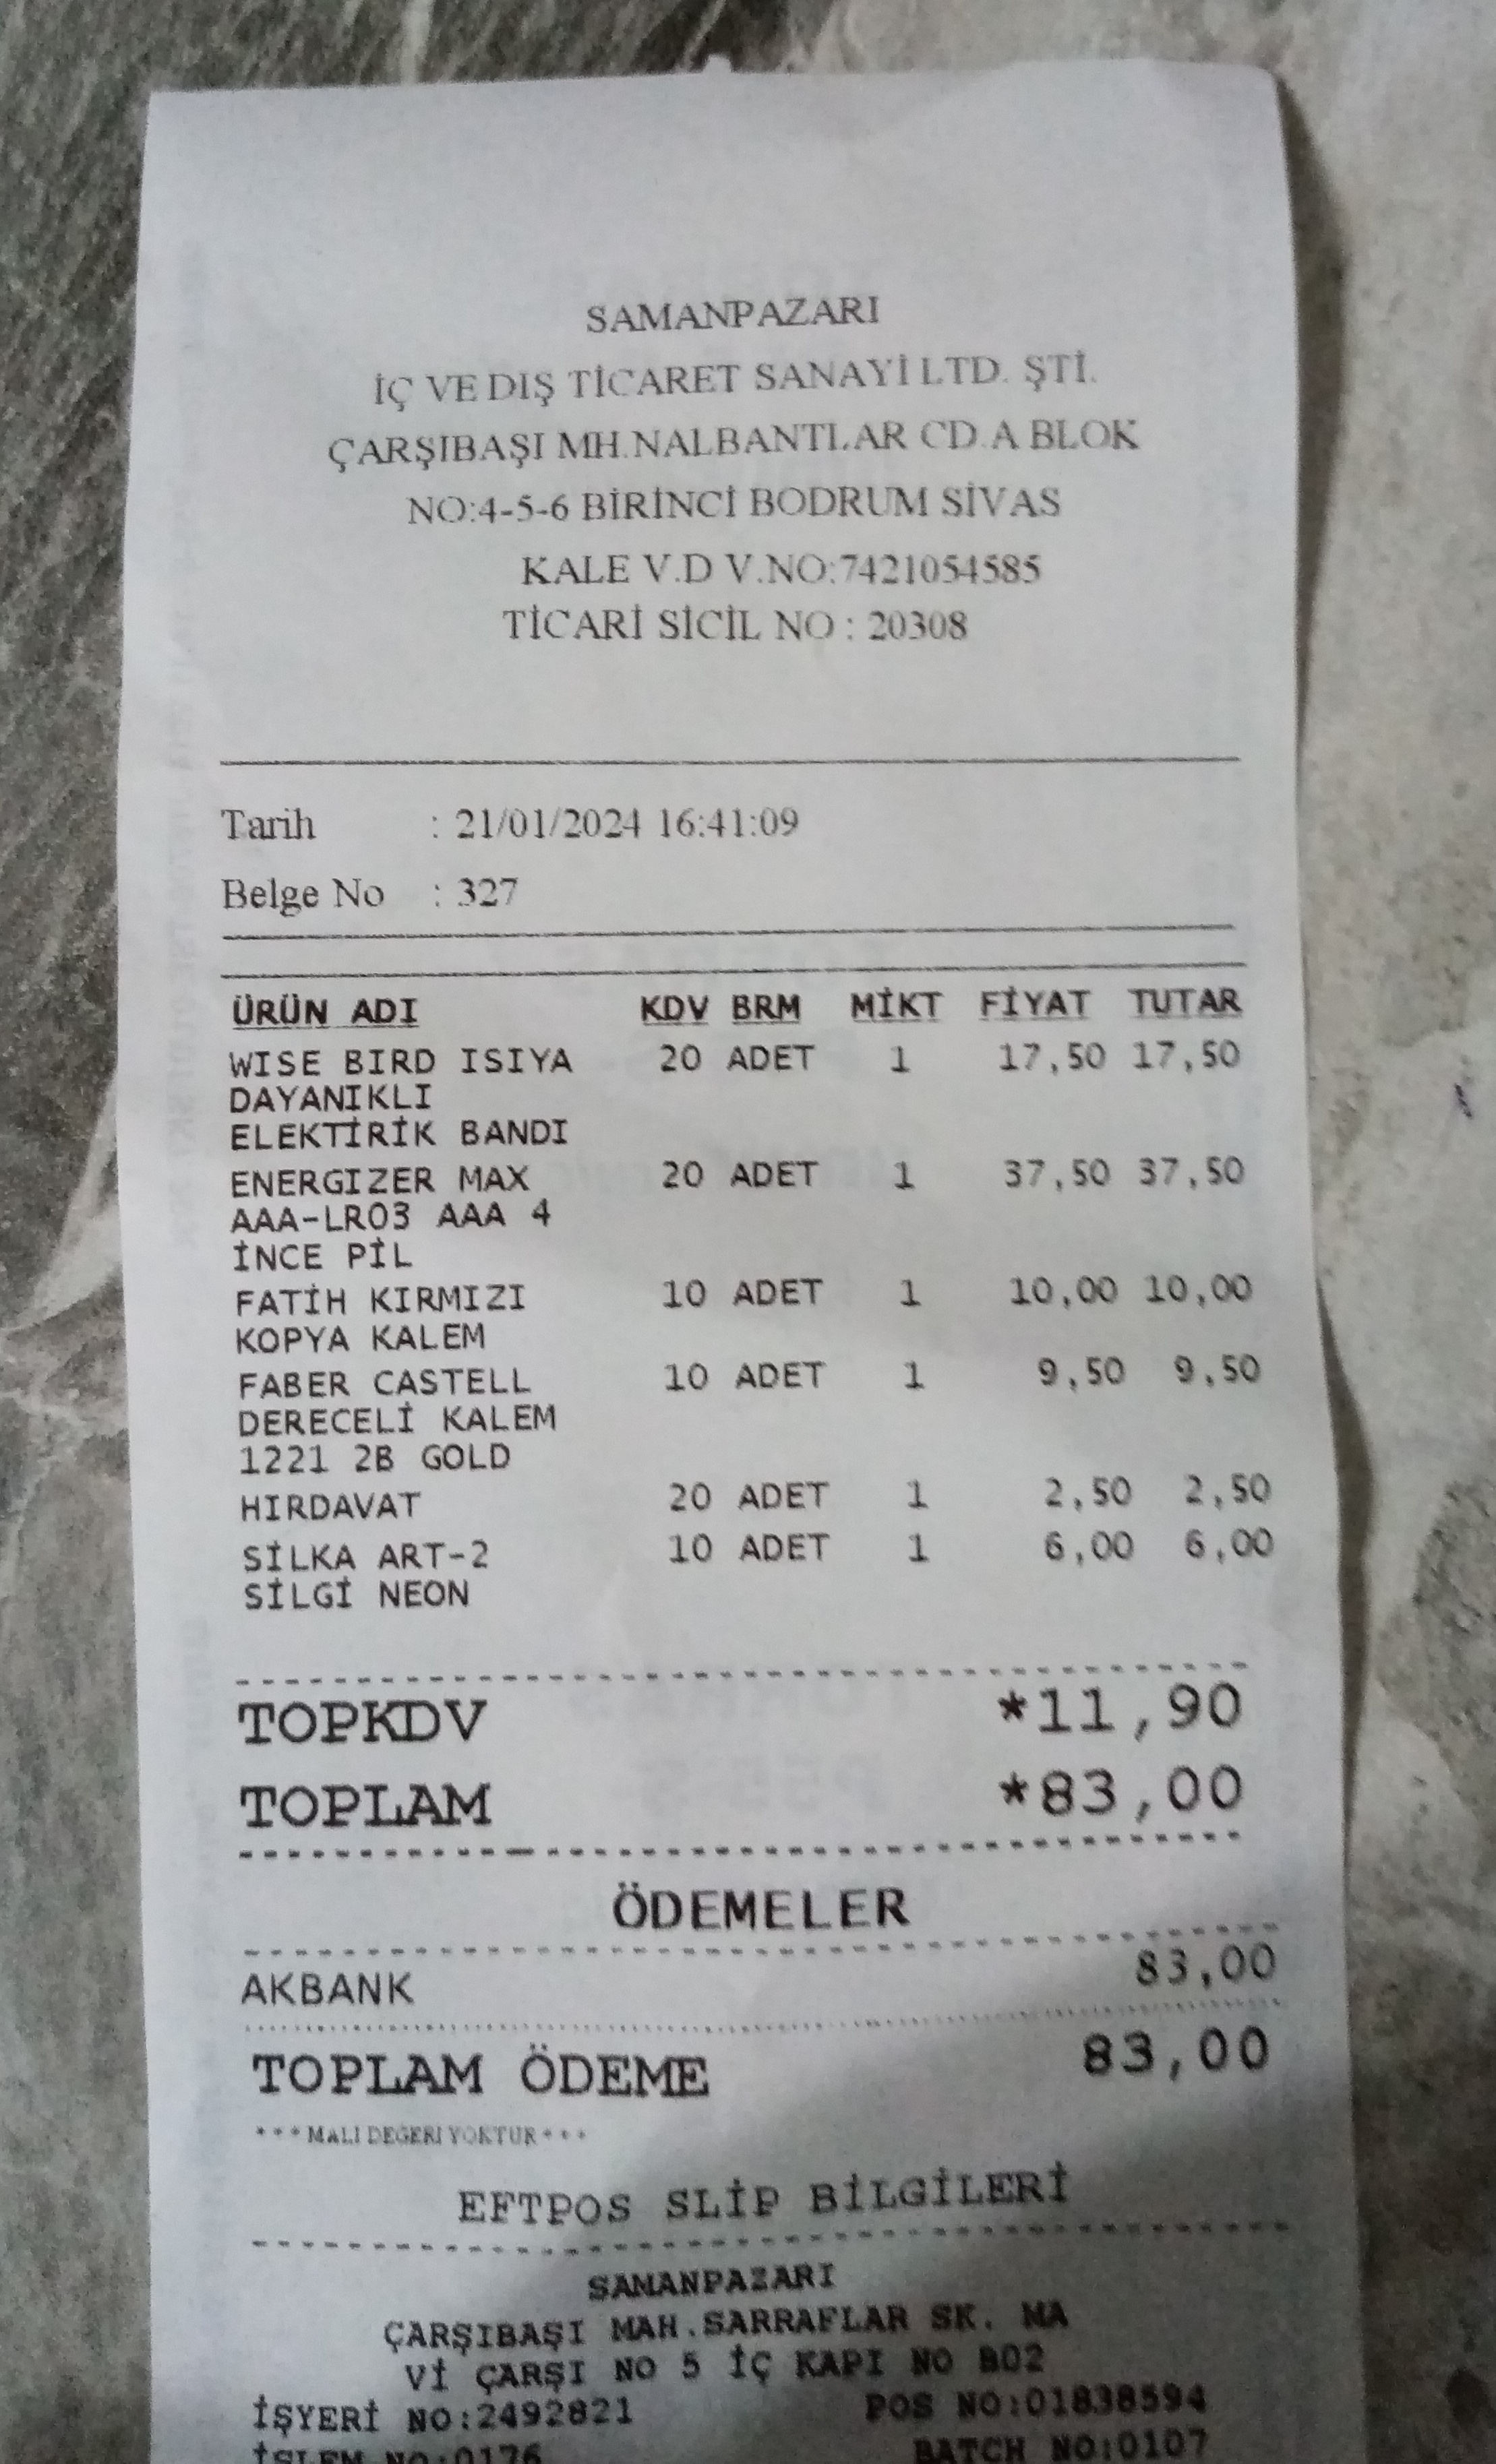 SAMANPAZARI
İÇ VE DIŞ TİCARET SANAYİ LTD. ŞTİ.
ÇARŞIBAŞI MH.NALBANTLAR CD.A BLOK
NO:4-5-6 BİRİNCİ BODRUM SİVAS
KALE V.D V.NO:7421054585
TİCARİ SİCİL NO : 20308
Tarih : 21/01/2024 16:41:09
Belge No : 327
ÜRÜN ADI KDV BRM MİKT FİYAT TUTAR
WISE BIRD ISIYA 20 ADET 1 17,50 17,50
DAYANIKLI
ELEKTİRİK BANDI
ENERGIZER MAX 20 ADET 1 37,50 37,50
AAA-LR03 AAA 4
İNCE PİL
FATİH KIRMIZI 10 ADET 1 10,00 10,00
KOPYA KALEM
FABER CASTELL 10 ADET 1 9,50 9,50
DERECELİ KALEM
1221 2B GOLD
HIRDAVAT 20 ADET 1 2,50 2,50
SİLKA ART-2 10 ADET 1 6,00 6,00
SİLGİ NEON
TOPKDV *11,90
TOPLAM *83,00
ÖDEMELER
AKBANK 83,00
TOPLAM ÖDEME 83,00
***MALİ DEĞERİ YOKTUR***
EFTPOS SLİP BİLGİLERİ
SAMANPAZARI
ÇARŞIBAŞI MAH.SARRAFLAR SK. MA
Vİ ÇARŞI NO 5 İÇ KAPI NO B02
İŞYERİ NO:2492821 POS NO:01838594
İŞLEM NO:0176 BATCH NO:0107